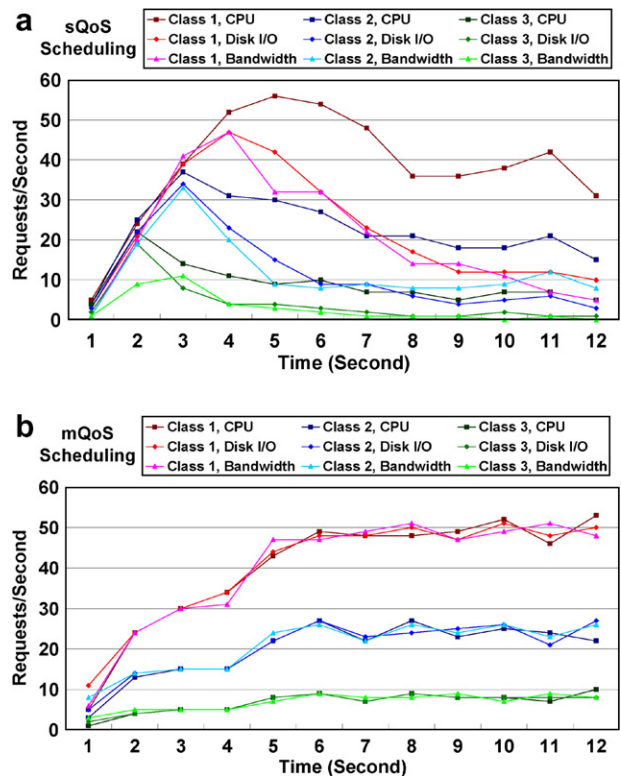 a
sQoS
Scheduling
Class 1, CPU
Class 2, CPU
Class 3, CPU
Class 1, Disk I/O
Class 2, Disk I/O
Class 3, Disk I/O
Class 1, Bandwidth
Class 2, Bandwidth
Class 3, Bandwidth
Requests/Second
60
50
40
30
20
10
0
1 2 3 4 5 6 7 8 9 10 11 12
Time (Second)
b
mQoS
Scheduling
Class 1, CPU
Class 2, CPU
Class 3, CPU
Class 1, Disk I/O
Class 2, Disk I/O
Class 3, Disk I/O
Class 1, Bandwidth
Class 2, Bandwidth
Class 3, Bandwidth
Requests/Second
60
50
40
30
20
10
0
1 2 3 4 5 6 7 8 9 10 11 12
Time (Second)